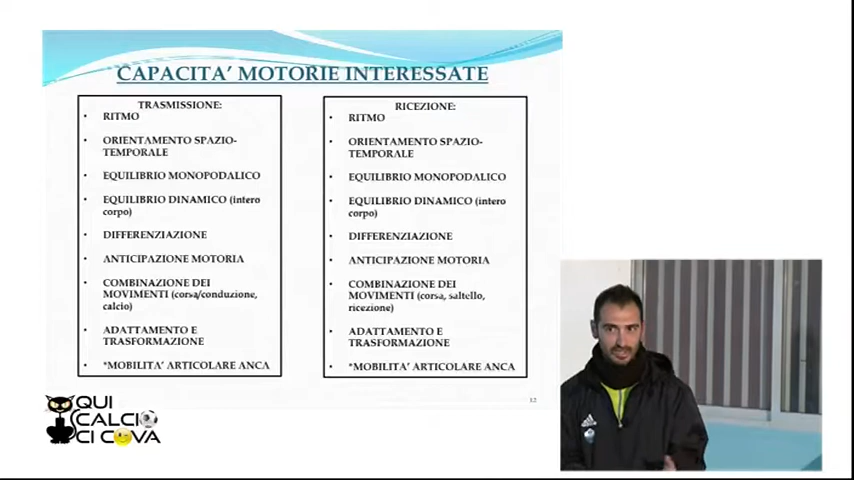 CAPACITA’ MOTORIE INTERESSATE
TRASMISSIONE:
• RITMO
• ORIENTAMENTO SPAZIO-
TEMPORALE
• EQUILIBRIO MONOPODALICO
• EQUILIBRIO DINAMICO (intero
corpo)
• DIFFERENZIAZIONE
• ANTICIPAZIONE MOTORIA
• COMBINAZIONE DEI
MOVIMENTI (corsa/conduzione,
calcio)
• ADATTAMENTO E
TRASFORMAZIONE
• *MOBILITA’ ARTICOLARE ANCA
RICEZIONE:
• RITMO
• ORIENTAMENTO SPAZIO-
TEMPORALE
• EQUILIBRIO MONOPODALICO
• EQUILIBRIO DINAMICO (intero
corpo)
• DIFFERENZIAZIONE
• ANTICIPAZIONE MOTORIA
• COMBINAZIONE DEI
MOVIMENTI (corsa, saltello,
ricezione)
• ADATTAMENTO E
TRASFORMAZIONE
• *MOBILITA’ ARTICOLARE ANCA
12
QUI
CALCIO
CI COVA